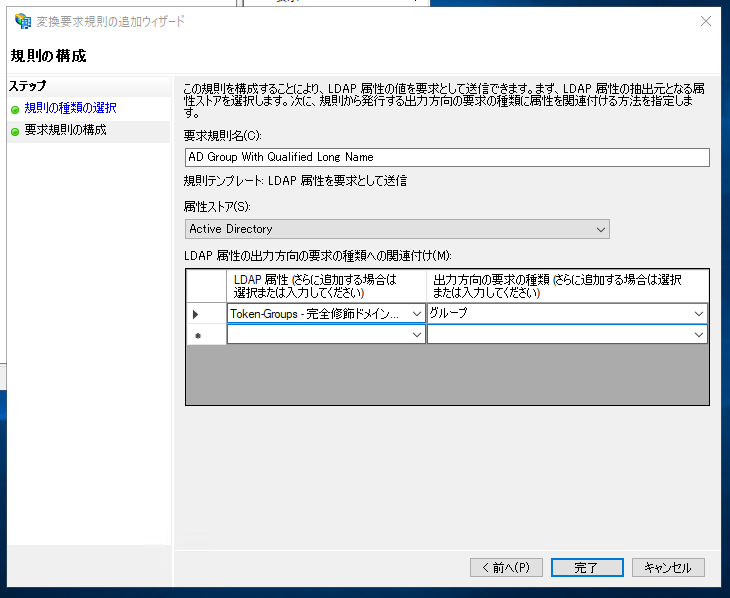 変換要求規則の追加ウィザード
規則の構成
ステップ
規則の種類の選択
要求規則の構成
この規則を構成することにより、LDAP 属性の値を要求として送信できます。まず、LDAP 属性の抽出元となる属
性ストアを選択します。次に、規則から発行する出力方向の要求の種類に属性を関連付ける方法を指定しま
す。
要求規則名(C):
AD Group With Qualified Long Name
規則テンプレート: LDAP 属性を要求として送信
属性ストア(S):
Active Directory
LDAP 属性の出力方向の要求の種類への関連付け(M):
LDAP 属性 (さらに追加する場合は
選択または入力してください)
出力方向の要求の種類 (さらに追加する場合は選択
または入力してください)
Token-Groups - 完全修飾ドメイン...
グループ
< 前へ(P)
完了
キャンセル